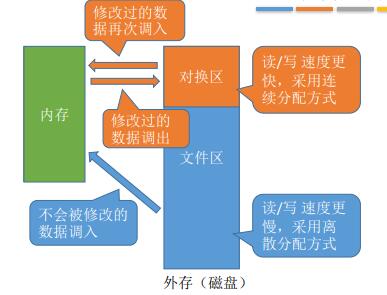 修改过的数
据再次调入
内存
对换区
读/写 速度更
快，采用连
续分配方式
修改过的
数据调出
文件区
不会被修改的
数据调入
读/写 速度更
慢，采用离
散分配方式
外存（磁盘）